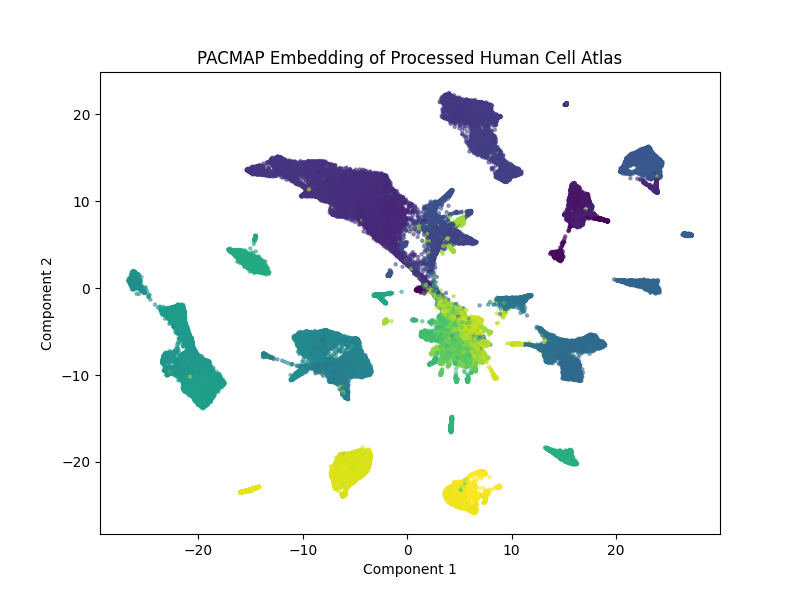 PACMAP Embedding of Processed Human Cell Atlas
20
10
0
−10
−20
Component 2
−20 −10 0 10 20
Component 1